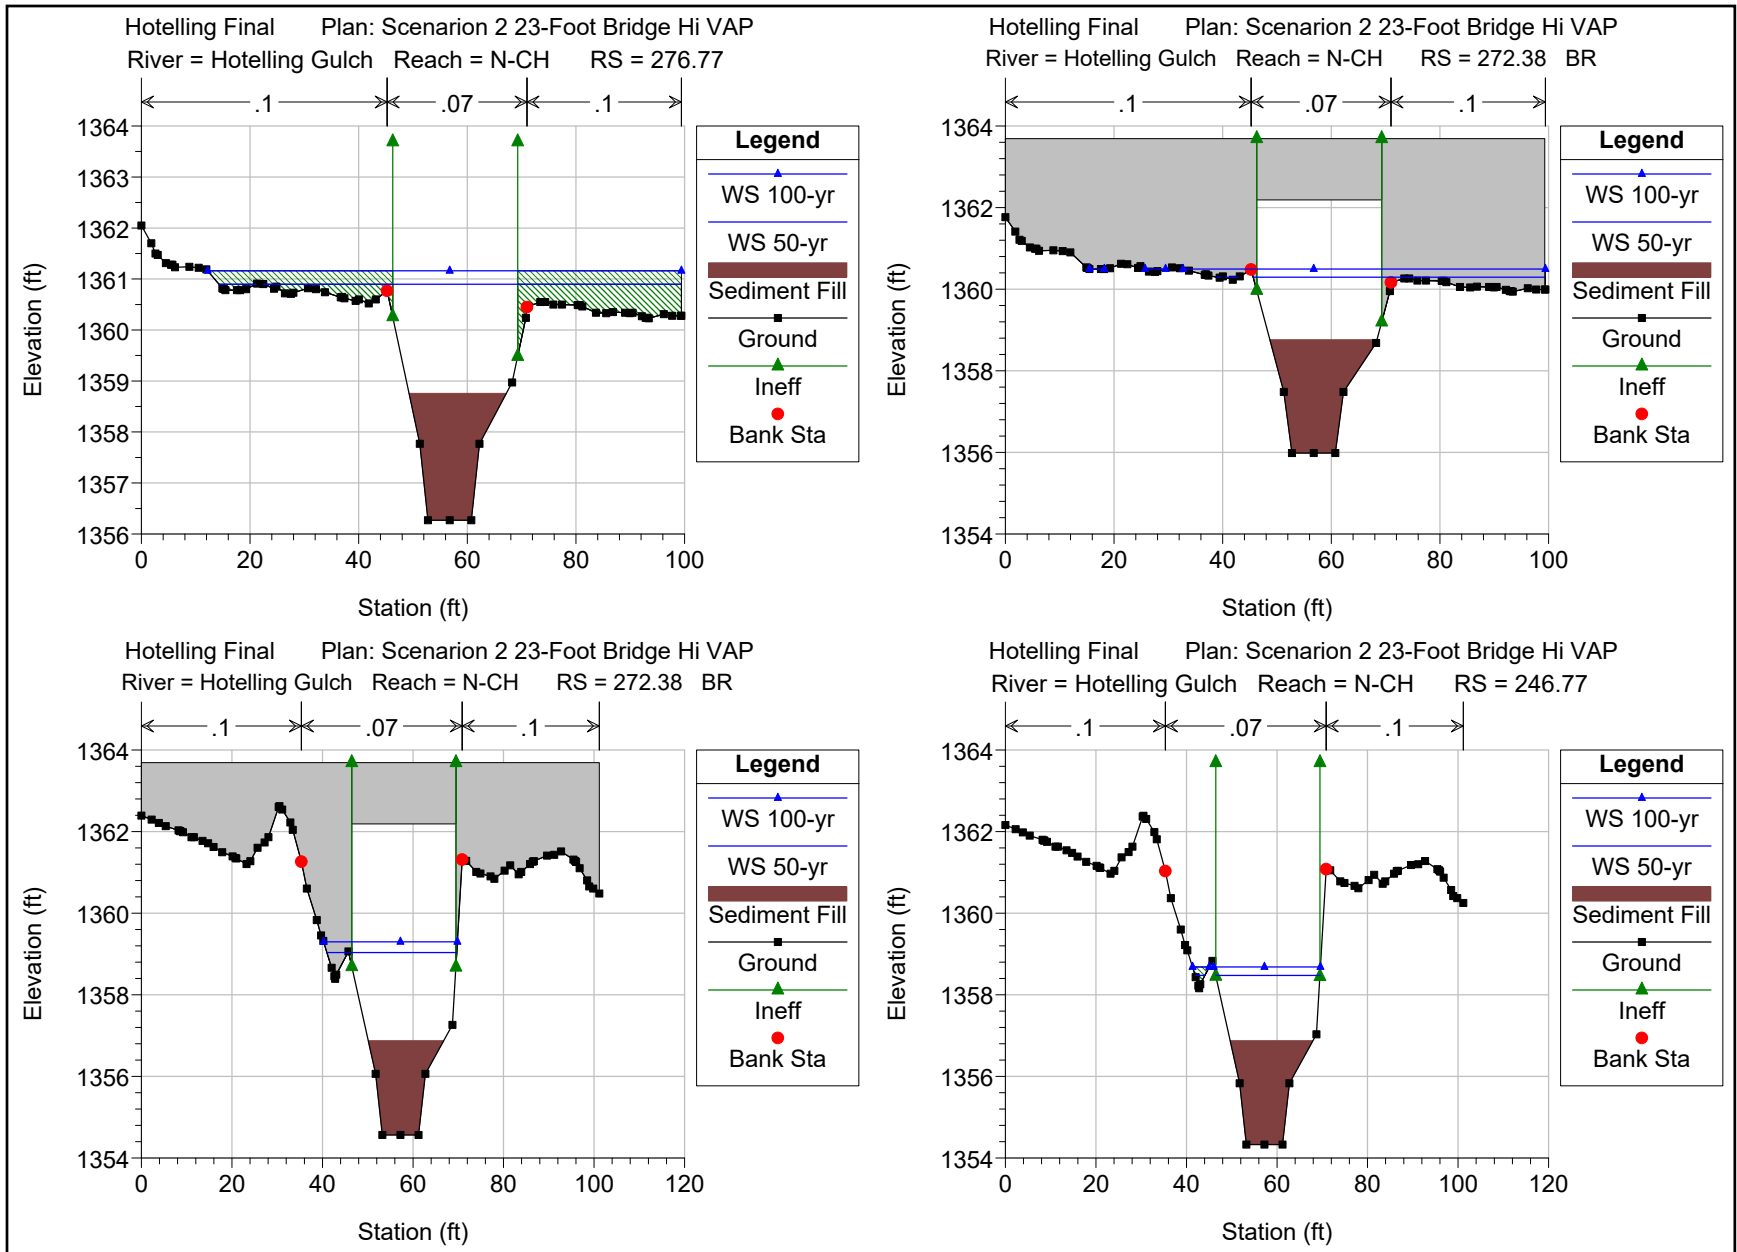 Hotelling Final Plan: Scenarion 2 23-Foot Bridge Hi VAP
River = Hotelling Gulch Reach = N-CH RS = 276.77
.1 .07 .1
1364
1363
1362
1361
1360
1359
1358
1357
1356
Elevation (ft)
0 20 40 60 80 100
Station (ft)
Legend
WS 100-yr
WS 50-yr
Sediment Fill
Ground
Ineff
Bank Sta
Hotelling Final Plan: Scenarion 2 23-Foot Bridge Hi VAP
River = Hotelling Gulch Reach = N-CH RS = 272.38 BR
.1 .07 .1
1364
1362
1360
1358
1356
1354
Elevation (ft)
0 20 40 60 80 100
Station (ft)
Legend
WS 100-yr
WS 50-yr
Sediment Fill
Ground
Ineff
Bank Sta
Hotelling Final Plan: Scenarion 2 23-Foot Bridge Hi VAP
River = Hotelling Gulch Reach = N-CH RS = 272.38 BR
.1 .07 .1
1364
1362
1360
1358
1356
1354
Elevation (ft)
0 20 40 60 80 100 120
Station (ft)
Legend
WS 100-yr
WS 50-yr
Sediment Fill
Ground
Ineff
Bank Sta
Hotelling Final Plan: Scenarion 2 23-Foot Bridge Hi VAP
River = Hotelling Gulch Reach = N-CH RS = 246.77
.1 .07 .1
1364
1362
1360
1358
1356
1354
Elevation (ft)
0 20 40 60 80 100 120
Station (ft)
Legend
WS 100-yr
WS 50-yr
Sediment Fill
Ground
Ineff
Bank Sta